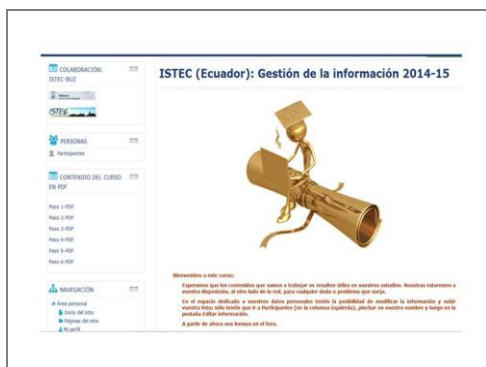 COLABORACIÓN:
ISTEC-BUZ
ISTEC
PERSONAS
Participantes
CONTENIDO DEL CURSO
EN PDF
Paso 1-PDF
Paso 2-PDF
Paso 3-PDF
Paso 4-PDF
Paso 5-PDF
Paso 6-PDF
NAVEGACIÓN
Área personal
Inicio del sitio
Páginas del sitio
Mi perfil
ISTEC (Ecuador): Gestión de la información 2014-15
Bienvenidos a este curso:
Esperamos que los contenidos que vamos a trabajar os resulten útiles en vuestros estudios. Nosotras estaremos a
vuestra disposición, al otro lado de la red, para cualquier duda o problema que surja.
En el espacio dedicado a vuestros datos personales tenéis la posibilidad de modificar la información y subir
vuestra foto; sólo tenéis que ir a Participantes (en la columna izquierda), pinchar en vuestro nombre y luego en la
pestaña Editar información.
A partir de ahora nos leemos en el foro.